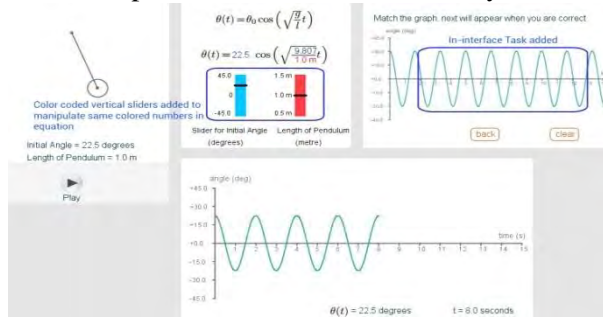 θ(t) = θ₀ cos (√(g/l) t)
θ(t) = 22.5 cos (√(9.807/1.0 m) t)
45.0
0
-45.0
1.5 m
1.0 m
0.5 m
Slider for Initial Angle
(degrees)
Length of Pendulum
(metre)
Color coded vertical sliders added to
manipulate same colored numbers in
equation
Initial Angle = 22.5 degrees
Length of Pendulum = 1.0 m
Play
Match the graph. next will appear when you are correct
angle (deg)
In-interface Task added
back
clear
angle (deg)
+45.0
+30.0
+15.0
+0.0
-15.0
-30.0
-45.0
1 2 3 4 5 6 7 8 9 10 11 12 13 14 15
time (s)
θ(t) = 22.5 degrees
t = 8.0 seconds